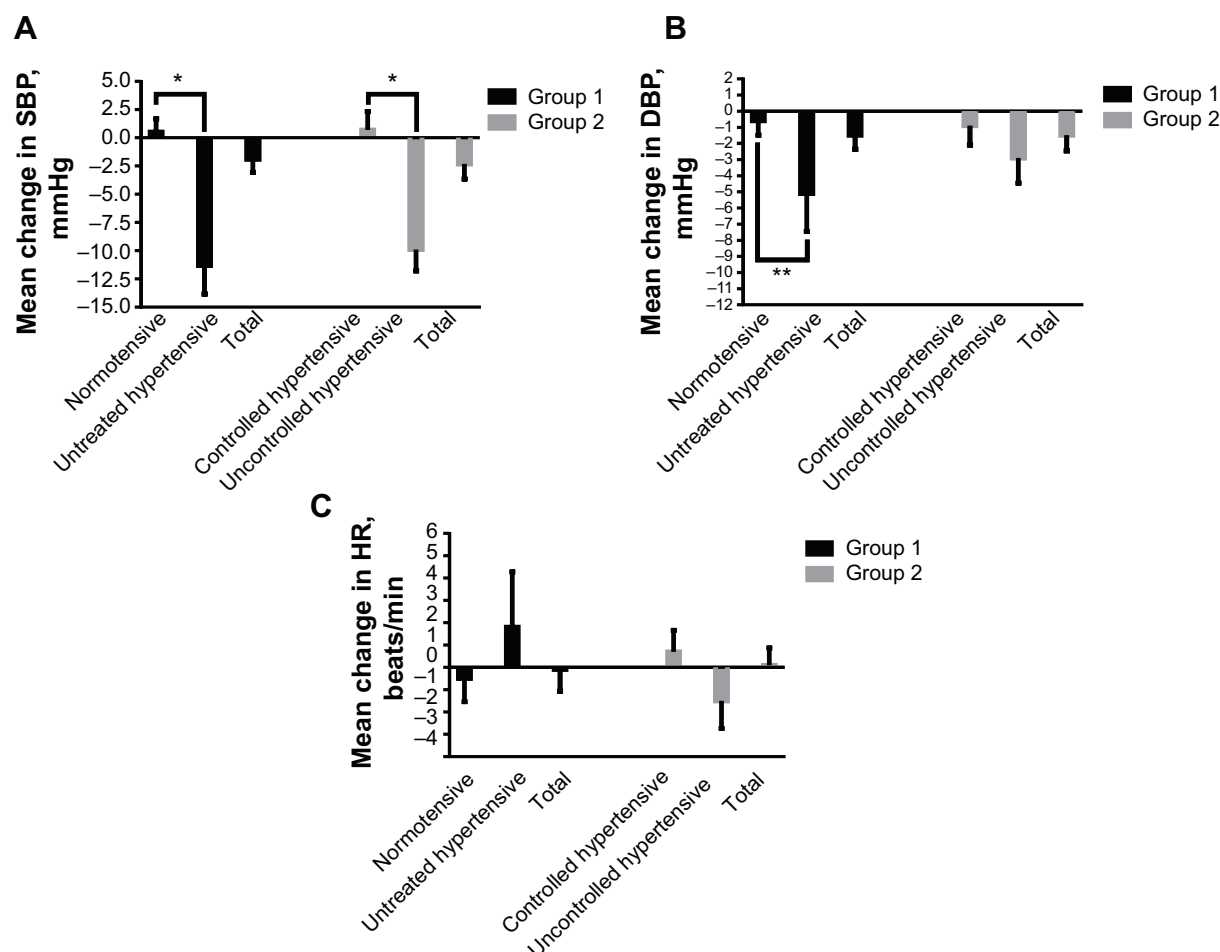 A
Mean change in SBP,
mmHg
5.0
2.5
0.0
–2.5
–5.0
–7.5
–10.0
–12.5
–15.0
*
*
Group 1
Group 2
Normotensive
Untreated hypertensive
Total
Controlled hypertensive
Uncontrolled hypertensive
Total
B
Mean change in DBP,
mmHg
2
1
0
–1
–2
–3
–4
–5
–6
–7
–8
–9
–10
–11
–12
**
Group 1
Group 2
Normotensive
Untreated hypertensive
Total
Controlled hypertensive
Uncontrolled hypertensive
Total
C
Mean change in HR,
beats/min
6
5
4
3
2
1
0
–1
–2
–3
–4
Group 1
Group 2
Normotensive
Untreated hypertensive
Total
Controlled hypertensive
Uncontrolled hypertensive
Total